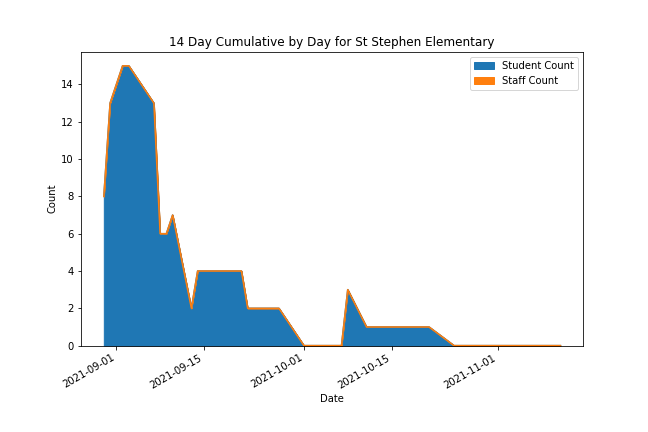 14 Day Cumulative by Day for St Stephen Elementary
Student Count
Staff Count
14
12
10
8
6
4
2
0
Count
2021-09-01
2021-09-15
2021-10-01
2021-10-15
2021-11-01
Date